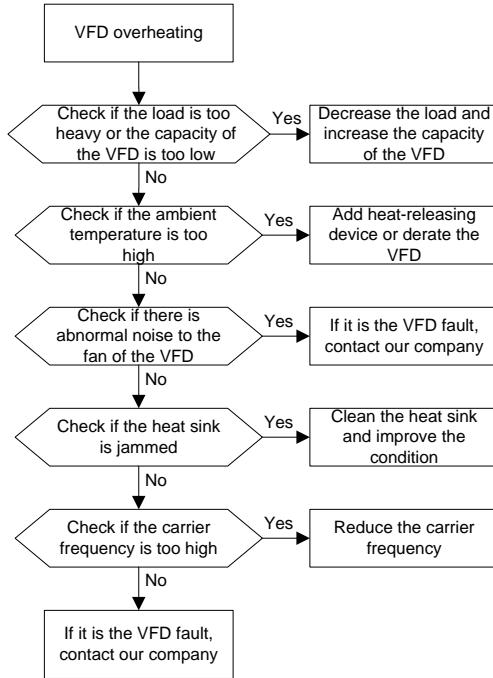 VFD overheating
Check if the load is too
heavy or the capacity of
the VFD is too low
Yes
Decrease the load and
increase the capacity
of the VFD
No
Check if the ambient
temperature is too
high
Yes
Add heat-releasing
device or derate the
VFD
No
Check if there is
abnormal noise to the
fan of the VFD
Yes
If it is the VFD fault,
contact our company
No
Check if the heat sink
is jammed
Yes
Clean the heat sink
and improve the
condition
No
Check if the carrier
frequency is too high
Yes
Reduce the carrier
frequency
No
If it is the VFD fault,
contact our company